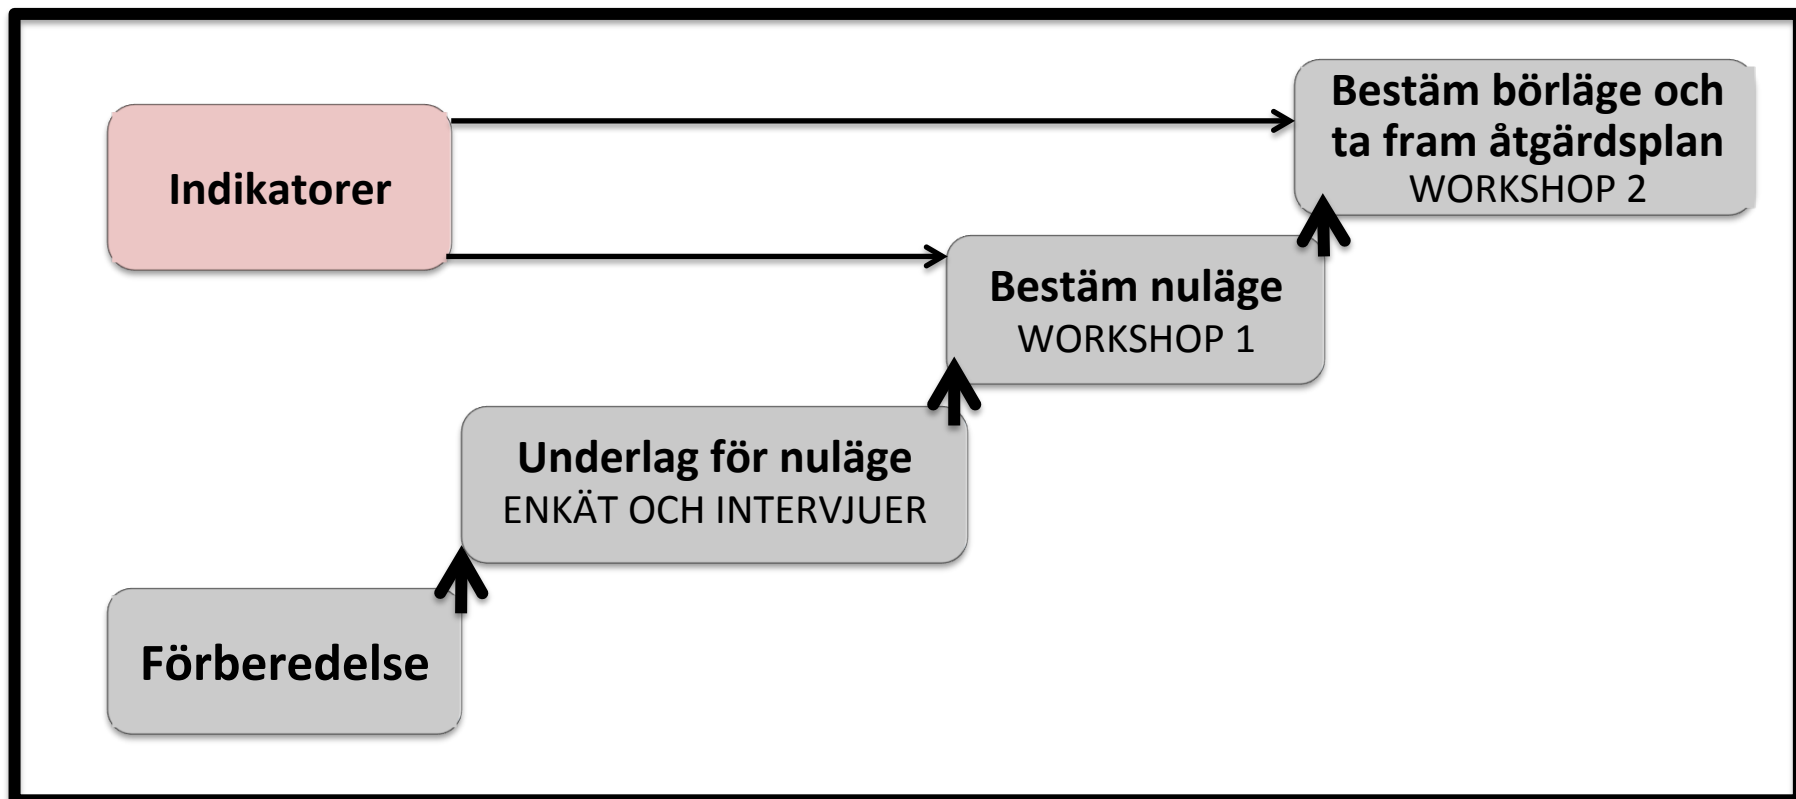 Bestäm börläge och
ta fram åtgärdsplan
WORKSHOP 2
Indikatorer
Bestäm nuläge
WORKSHOP 1
Underlag för nuläge
ENKÄT OCH INTERVJUER
Förberedelse